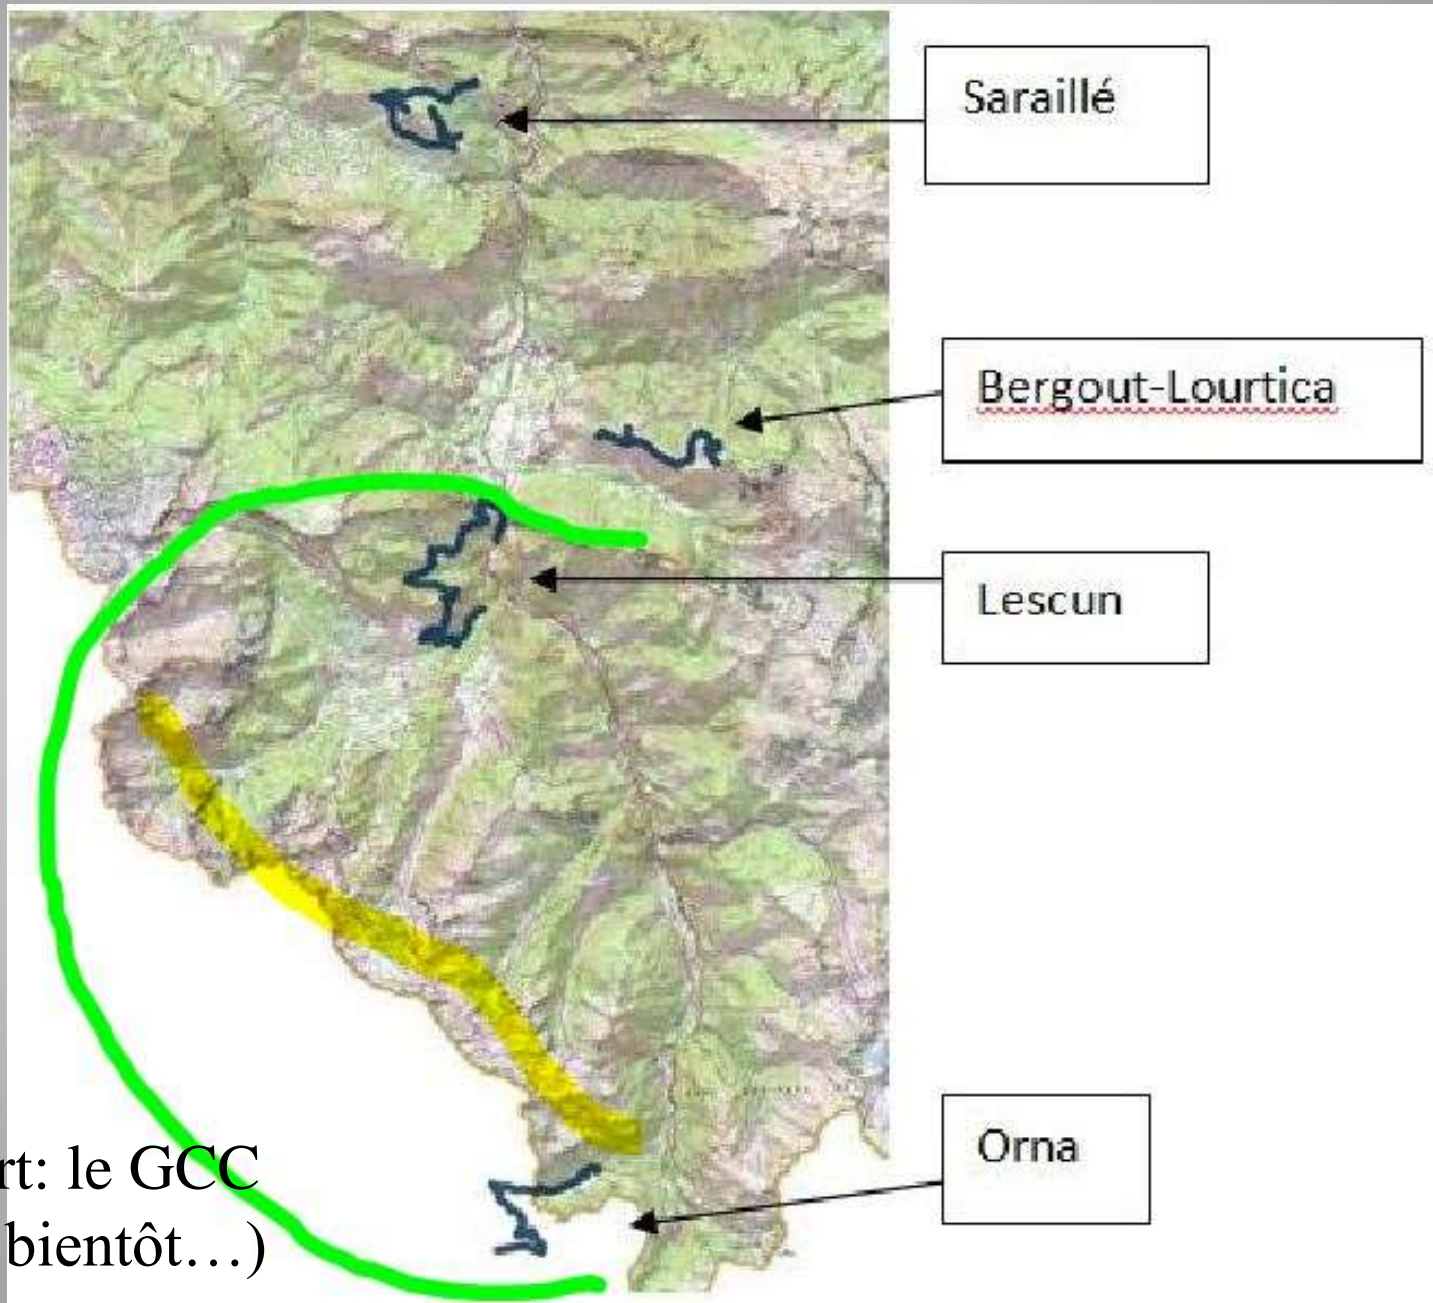 Saraillé
Bergout-Lourtica
Lescun
Orna
rt: le GCC
bientôt…)